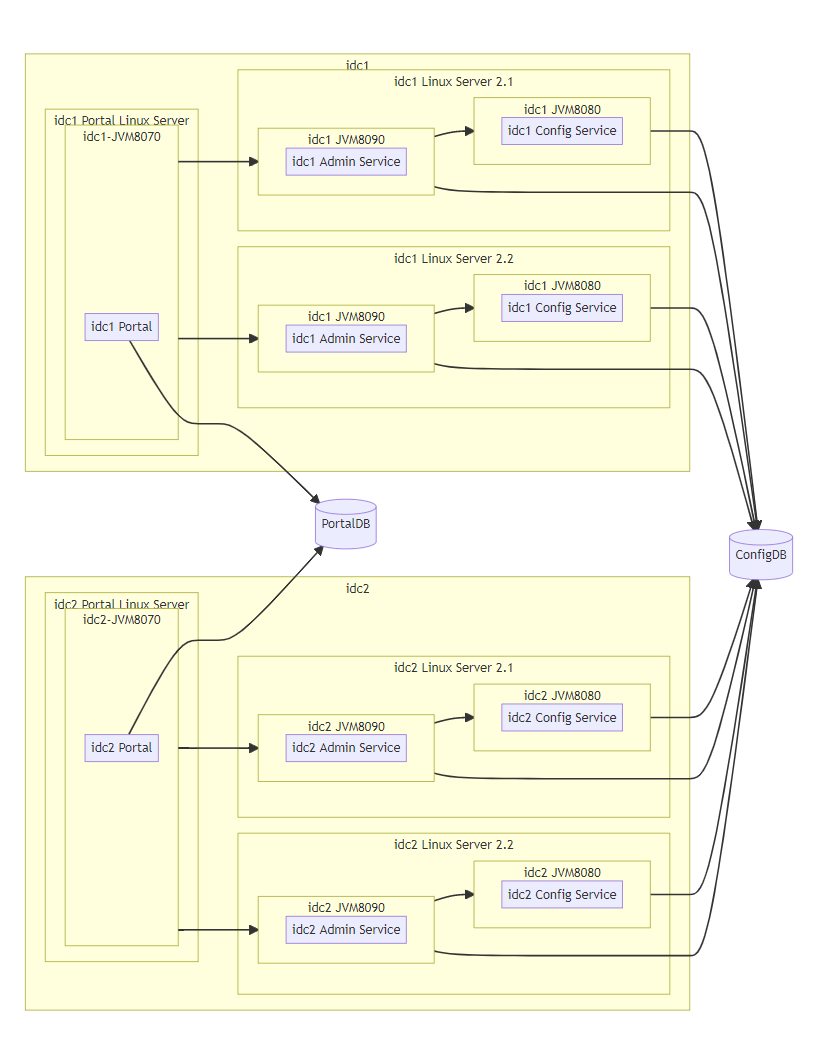 idc1
idc1 Linux Server 2.1
idc1 Portal Linux Server
idc1-JVM8070
idc1 JVM8080
idc1 Config Service
idc1 JVM8090
idc1 Admin Service
idc1 Linux Server 2.2
idc1 JVM8080
idc1 Config Service
idc1 JVM8090
idc1 Admin Service
idc1 Portal
PortalDB
ConfigDB
idc2
idc2 Portal Linux Server
idc2-JVM8070
idc2 Linux Server 2.1
idc2 JVM8080
idc2 Config Service
idc2 JVM8090
idc2 Admin Service
idc2 Portal
idc2 Linux Server 2.2
idc2 JVM8080
idc2 Config Service
idc2 JVM8090
idc2 Admin Service